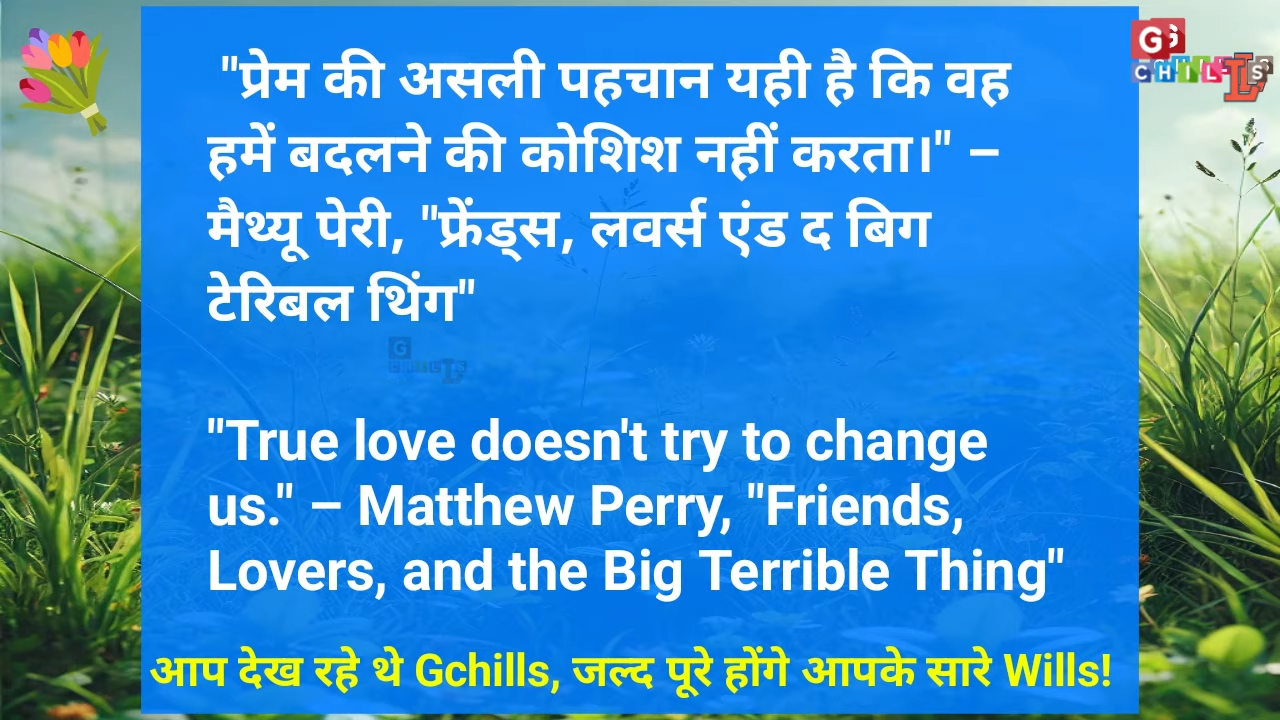 "प्रेम की असली पहचान यही है कि वह
हमें बदलने की कोशिश नहीं करता।" –
मैथ्यू पेरी, "फ्रेंड्स, लवर्स एंड द बिग
टेरिबल थिंग"
"True love doesn't try to change
us." – Matthew Perry, "Friends,
Lovers, and the Big Terrible Thing"
आप देख रहे थे Gchills, जल्द पूरे होंगे आपके सारे Wills!